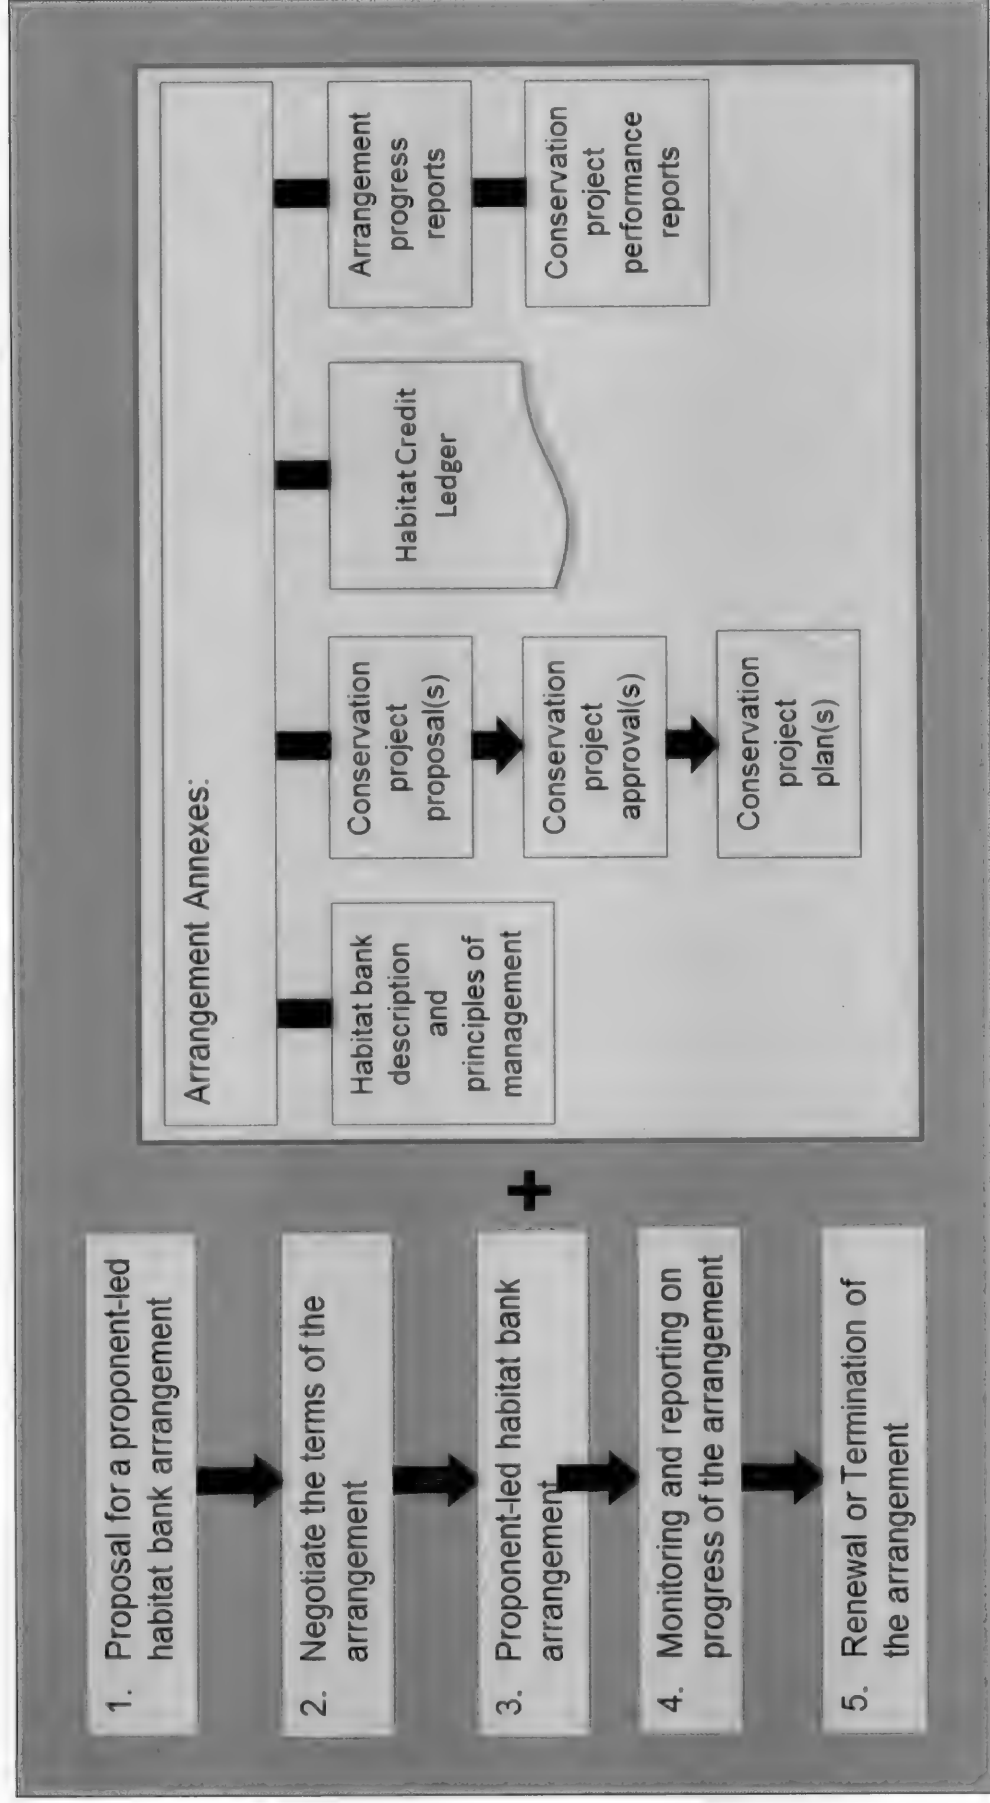 1. Proposal for a proponent-led
habitat bank arrangement
2. Negotiate the terms of the
arrangement
3. Proponent-led habitat bank
arrangement
4. Monitoring and reporting on
progress of the arrangement
5. Renewal or Termination of
the arrangement
+
Arrangement Annexes:
Habitat bank
description
and
principles of
management
Conservation
project
proposal(s)
Conservation
project
approval(s)
Conservation
project
plan(s)
Habitat Credit
Ledger
Arrangement
progress
reports
Conservation
project
performance
reports